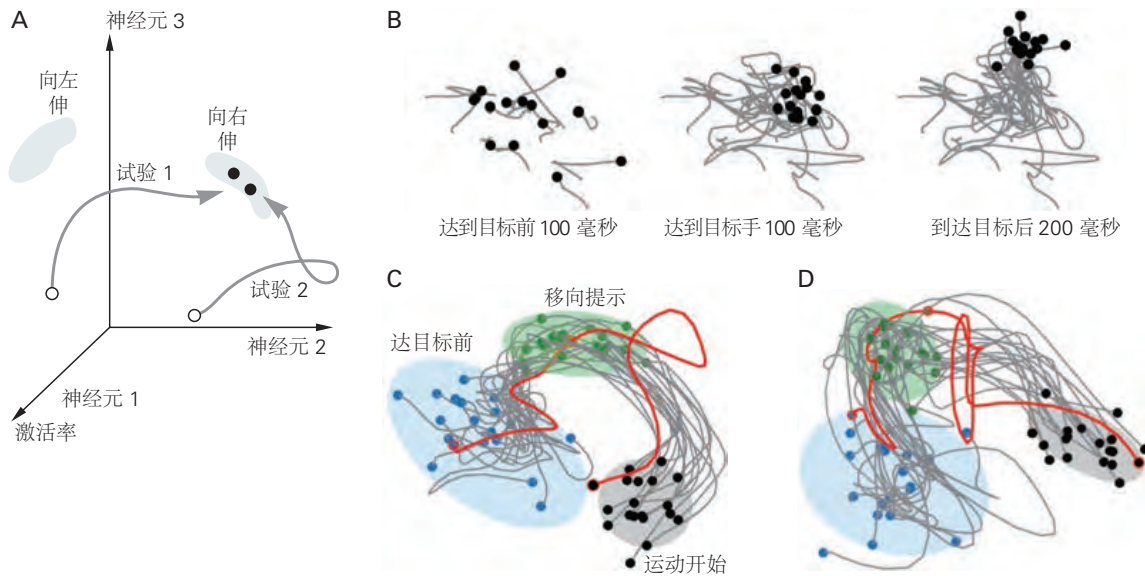 A
神经元 3
向左
伸
向右
伸
试验 1
试验 2
神经元 2
神经元 1
激活率
B
达到目标前 100 毫秒
达到目标手 100 毫秒
到达目标后 200 毫秒
C
移向提示
达目标前
运动开始
D